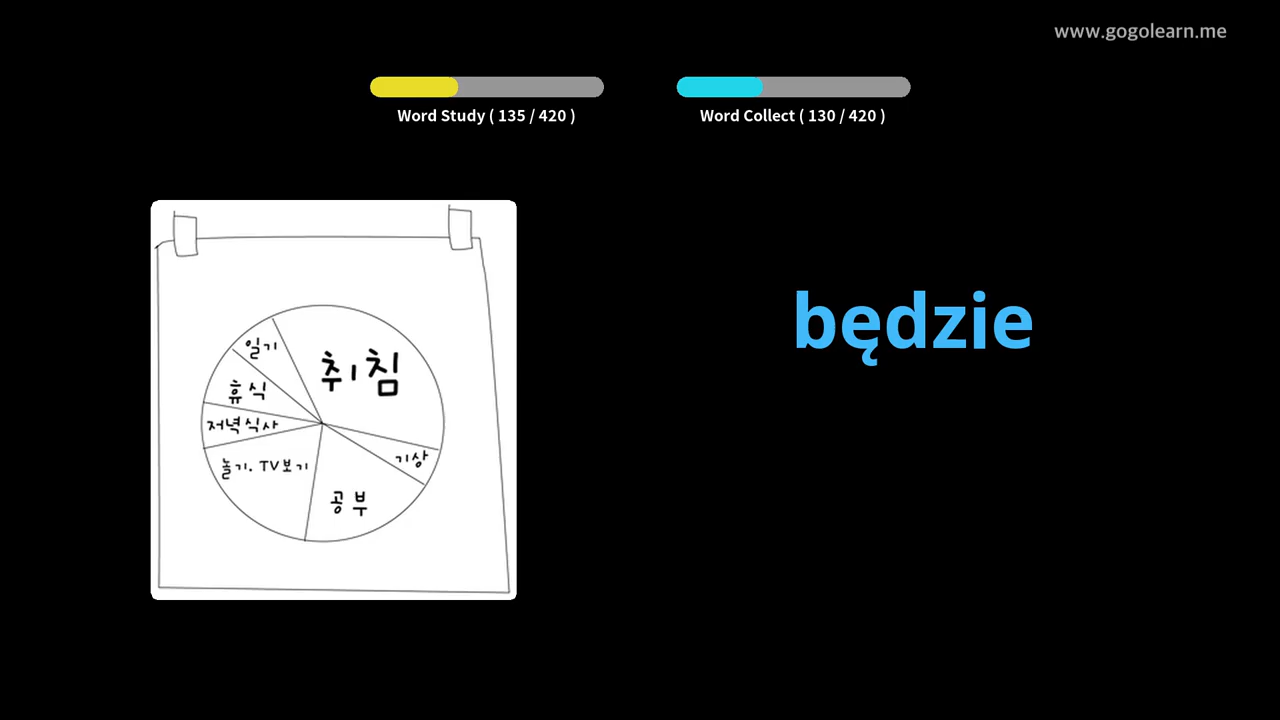 www.gogolearn.me
Word Study ( 135 / 420 )
Word Collect ( 130 / 420 )
일기
취침
휴식
저녁식사
놀기. TV보기
기상
공부
będzie